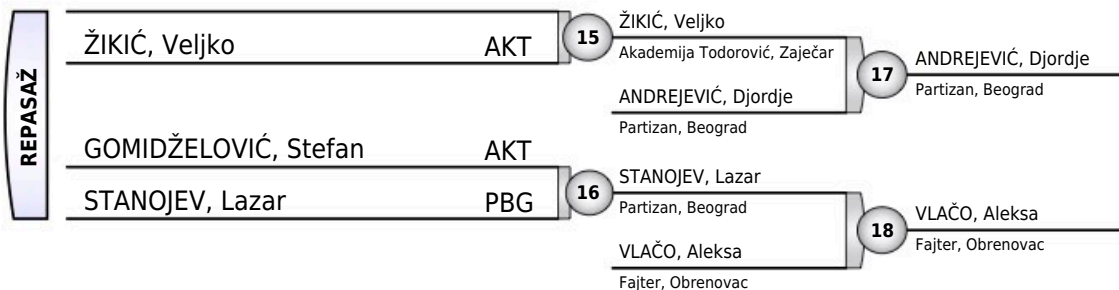 REPASAŽ
ŽIKIĆ, Veljko AKT
GOMIDŽELOVIĆ, Stefan AKT
STANOJEV, Lazar PBG
15
ŽIKIĆ, Veljko
Akademija Todorović, Zaječar
ANDREJEVIĆ, Djordje
Partizan, Beograd
16
STANOJEV, Lazar
Partizan, Beograd
VLAČO, Aleksa
Fajter, Obrenovac
17
ANDREJEVIĆ, Djordje
Partizan, Beograd
18
VLAČO, Aleksa
Fajter, Obrenovac